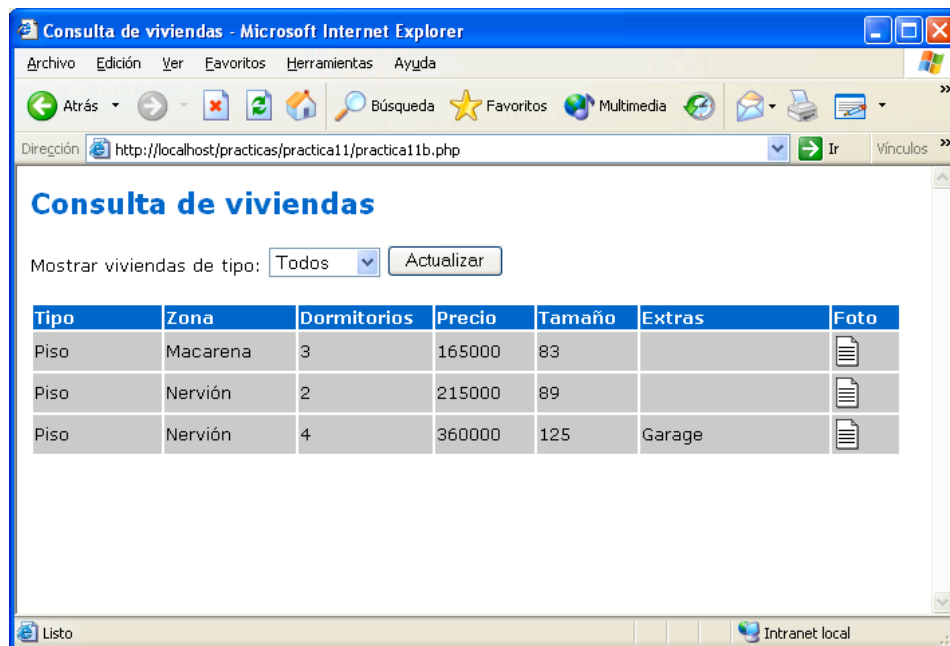 Consulta de viviendas - Microsoft Internet Explorer
Archivo Edición Ver Favoritos Herramientas Ayuda
Atrás Búsqueda Favoritos Multimedia »
Dirección http://localhost/practicas/practica11/practica11b.php Ir Vínculos »
Consulta de viviendas
Mostrar viviendas de tipo: Todos Actualizar
Tipo Zona Dormitorios Precio Tamaño Extras Foto
Piso Macarena 3 165000 83
Piso Nervión 2 215000 89
Piso Nervión 4 360000 125 Garage
Listo Intranet local